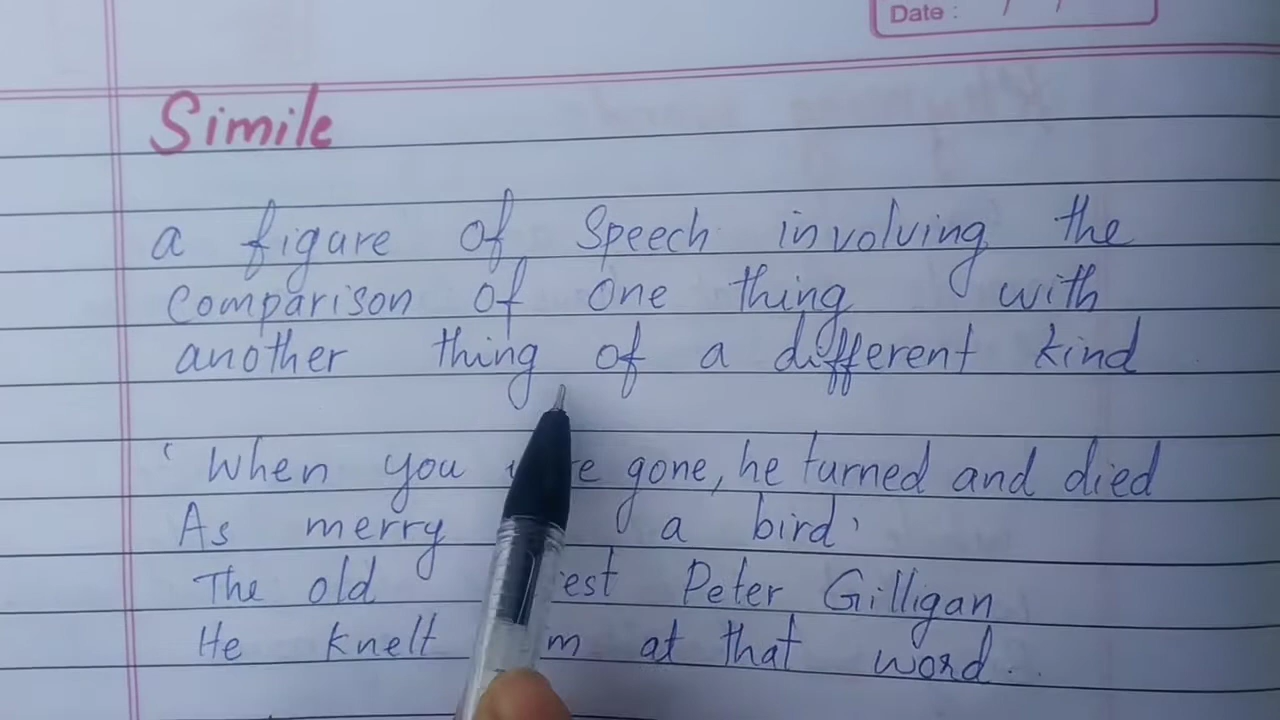 Date : / /
Simile
a figure of Speech involving the
Comparison of one thing with
another thing of a different kind
' When you gone, he turned and died
As merry a bird'
The old Peter Gilligan
He knelt at that word..